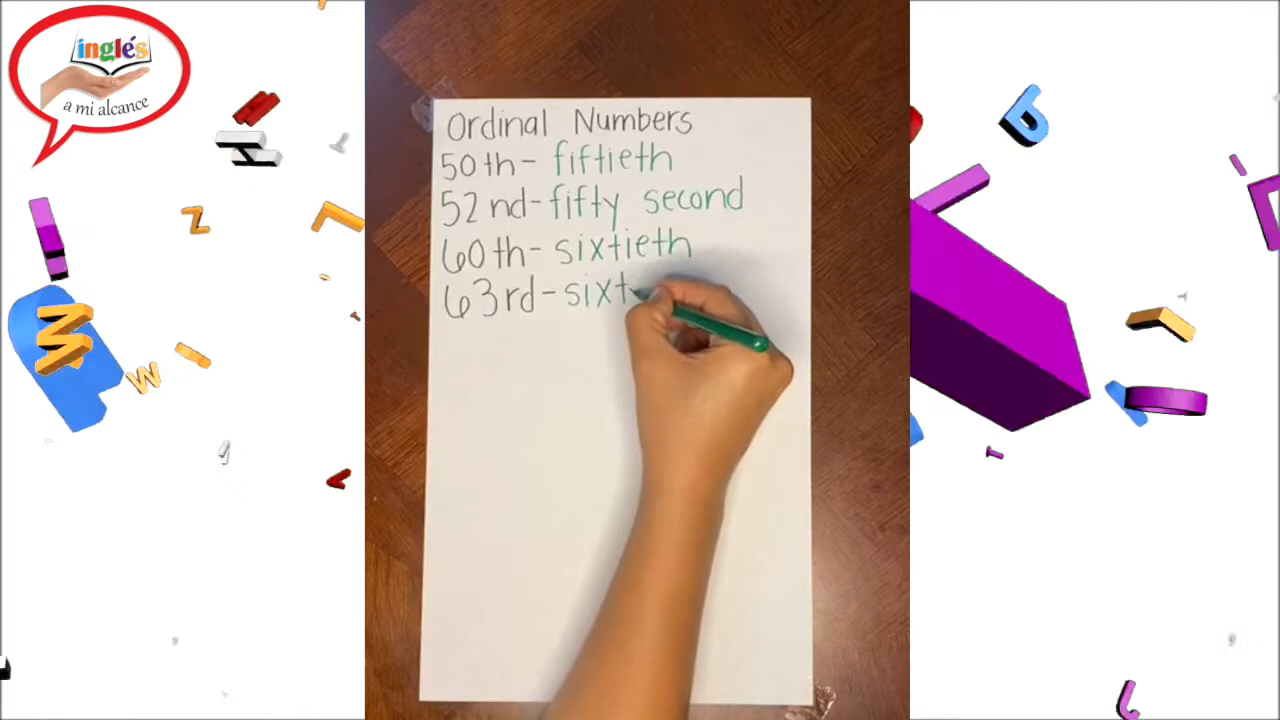 inglés
a mi alcance
Ordinal Numbers
50th- fiftieth
52nd-fifty second
60th- sixtieth
63rd-sixt